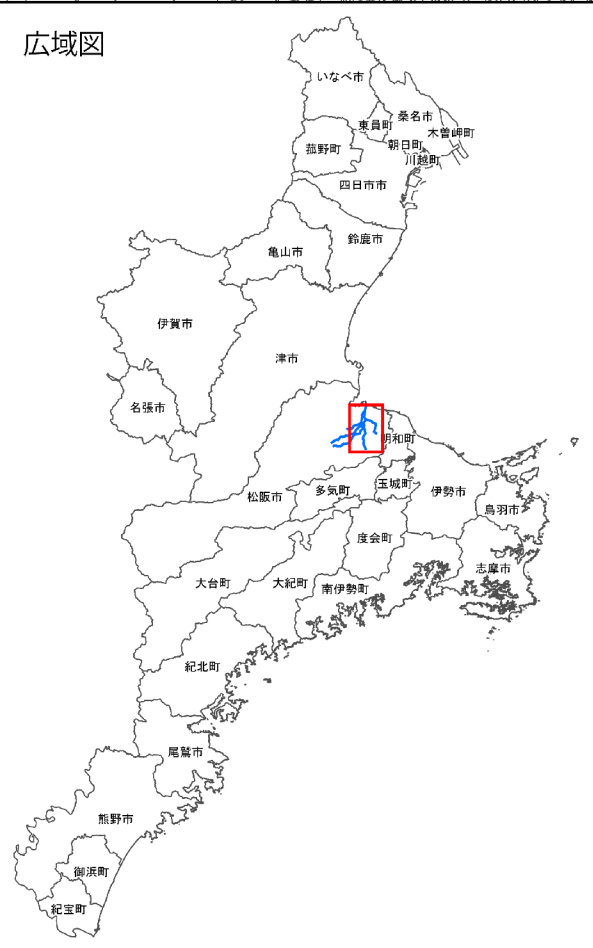 広域図
いなべ市
桑名市
東員町
木曽岬町
朝日町
菰野町
川越町
四日市市
鈴鹿市
亀山市
伊賀市
津市
名張市
明和町
玉城町
松阪市
多気町
伊勢市
鳥羽市
度会町
志摩市
大台町
大紀町
南伊勢町
紀北町
尾鷲市
熊野市
御浜町
紀宝町